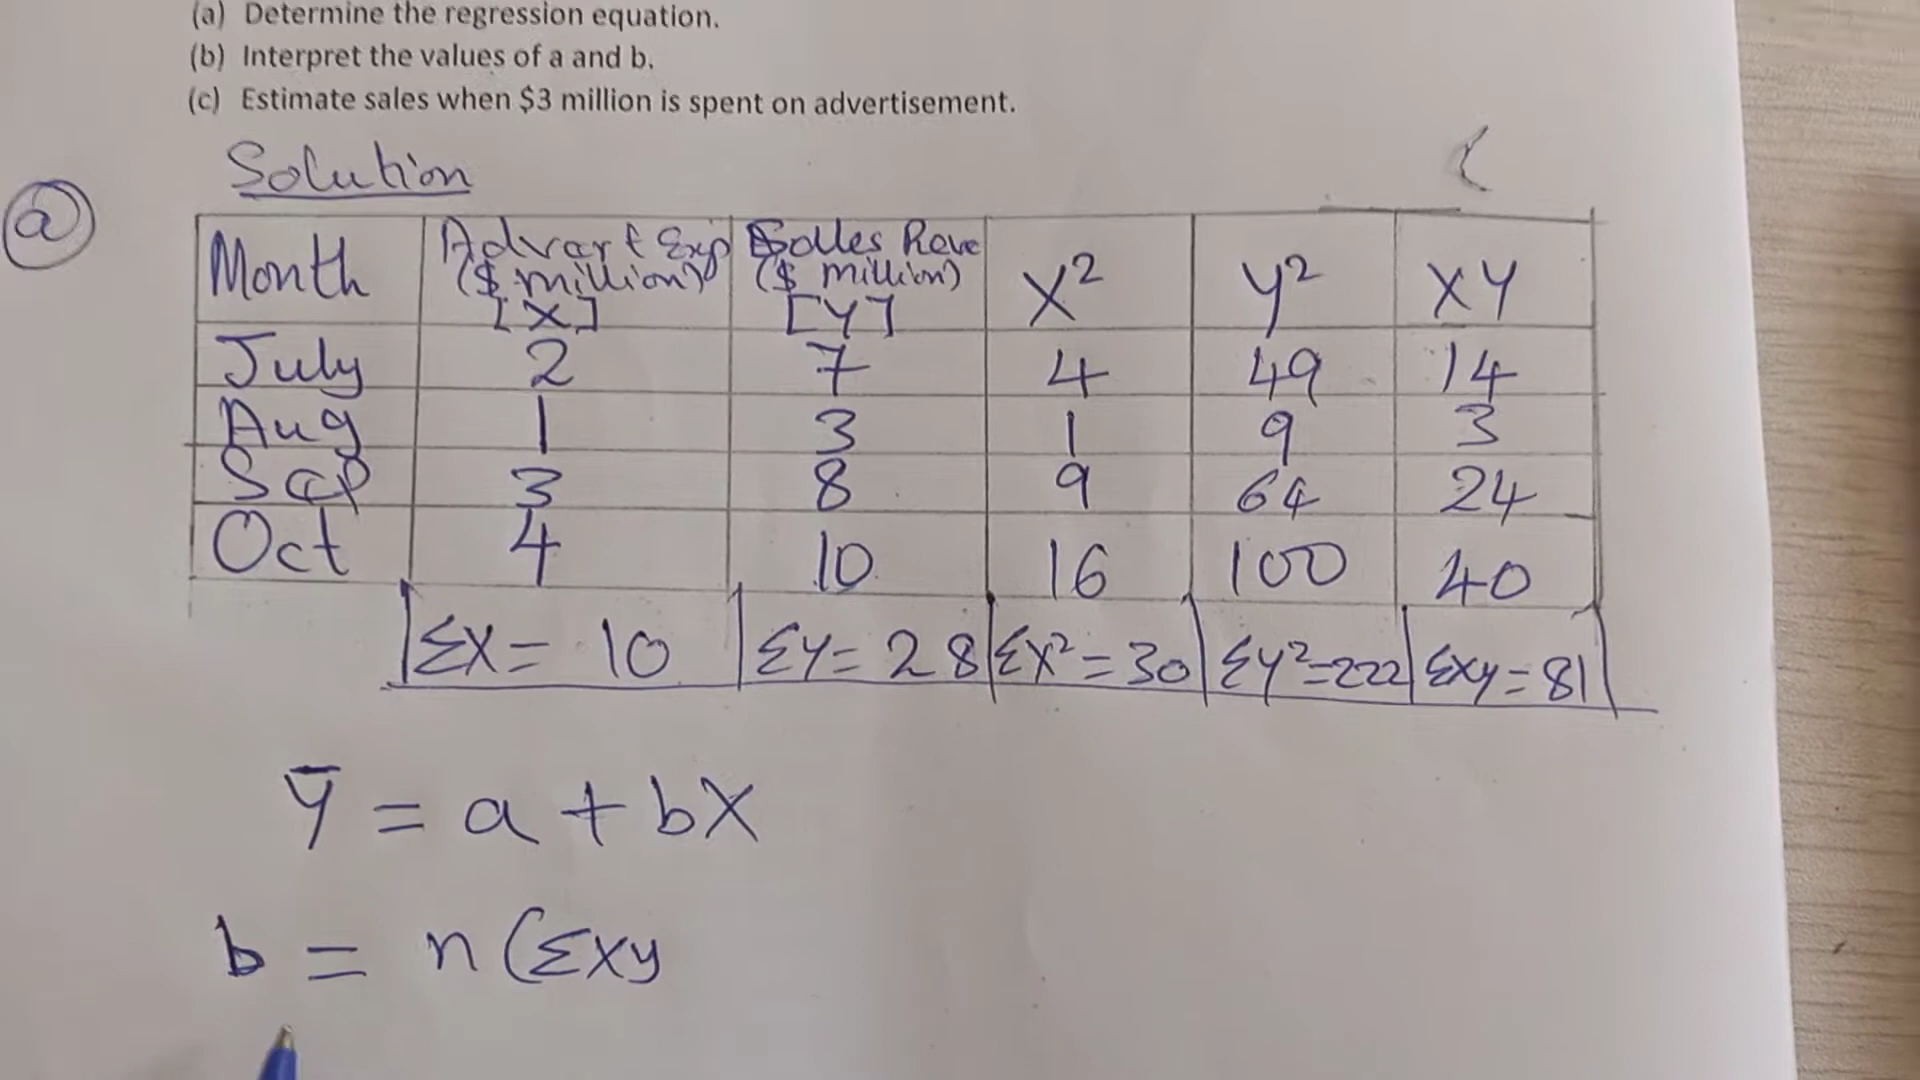 (a) Determine the regression equation.
(b) Interpret the values of a and b.
(c) Estimate sales when $3 million is spent on advertisement.
Solution
(a)
Month Advert Exp ($ million) [X] Salles Reve ($ million) [Y] X² Y² XY
July 2 7 4 49 14
Aug 1 3 1 9 3
Sep 3 8 9 64 24
Oct 4 10 16 100 40
ΣX = 10 ΣY = 28 ΣX² = 30 ΣY² = 222 ΣXY = 81
Ȳ = a + bX
b = n (ΣXY